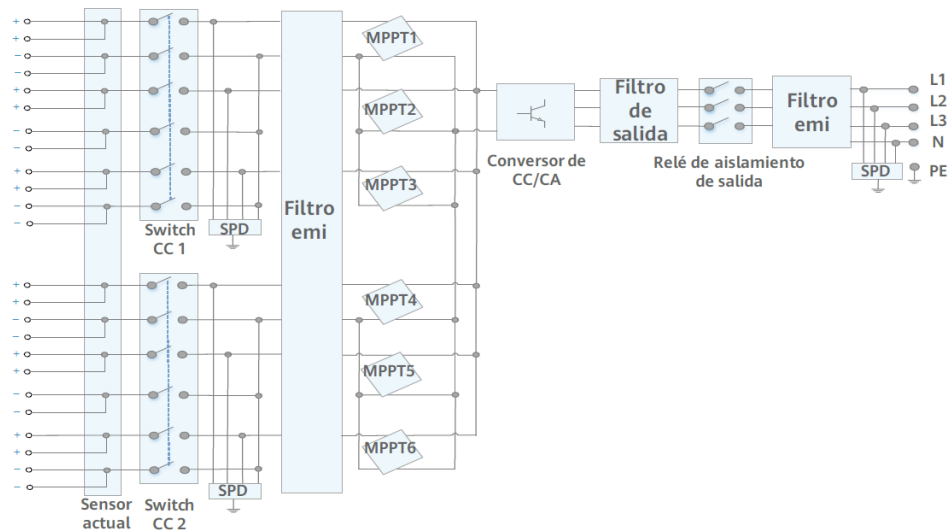 +
+
−
−
+
+
−
−
+
+
−
−
Switch
CC 1
SPD
+
+
−
−
+
+
−
−
+
+
−
−
Sensor
actual
Switch
CC 2
SPD
Filtro
emi
MPPT1
MPPT2
MPPT3
MPPT4
MPPT5
MPPT6
Conversor de
CC/CA
Filtro
de
salida
Relé de aislamiento
de salida
Filtro
emi
SPD
L1
L2
L3
N
PE